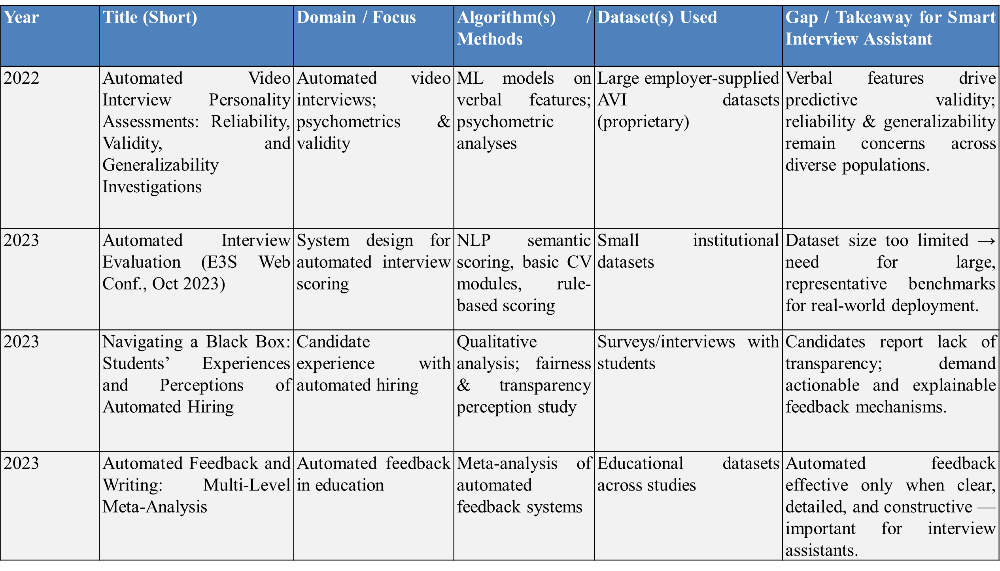 Year
Title (Short)
Domain / Focus
Algorithm(s) /
Methods
Dataset(s) Used
Gap / Takeaway for Smart
Interview Assistant
2022
Automated Video
Interview Personality
Assessments: Reliability,
Validity, and
Generalizability
Investigations
Automated video
interviews;
psychometrics &
validity
ML models on
verbal features;
psychometric
analyses
Large employer-supplied
AVI datasets
(proprietary)
Verbal features drive
predictive validity;
reliability & generalizability
remain concerns across
diverse populations.
2023
Automated Interview
Evaluation (E3S Web
Conf., Oct 2023)
System design for
automated interview
scoring
NLP semantic
scoring, basic CV
modules, rule-
based scoring
Small institutional
datasets
Dataset size too limited →
need for large,
representative benchmarks
for real-world deployment.
2023
Navigating a Black Box:
Students’ Experiences
and Perceptions of
Automated Hiring
Candidate
experience with
automated hiring
Qualitative
analysis; fairness
& transparency
perception study
Surveys/interviews with
students
Candidates report lack of
transparency; demand
actionable and explainable
feedback mechanisms.
2023
Automated Feedback and
Writing: Multi-Level
Meta-Analysis
Automated feedback
in education
Meta-analysis of
automated
feedback systems
Educational datasets
across studies
Automated feedback
effective only when clear,
detailed, and constructive —
important for interview
assistants.